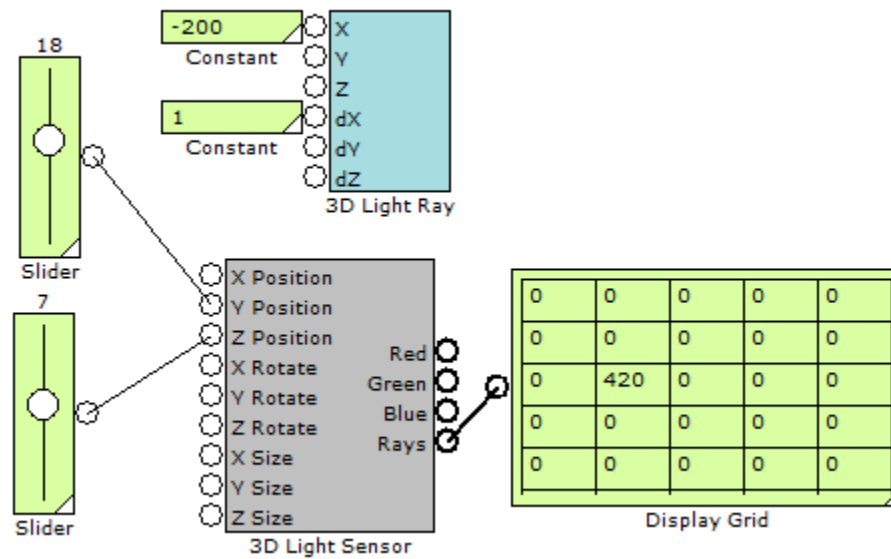 18
Slider
-200
Constant
1
Constant
X
Y
Z
dX
dY
dZ
3D Light Ray
7
Slider
X Position
Y Position
Z Position
X Rotate
Y Rotate
Z Rotate
X Size
Y Size
Z Size
Red
Green
Blue
Rays
3D Light Sensor
0 0 0 0 0
0 0 0 0 0
0 420 0 0 0
0 0 0 0 0
0 0 0 0 0
Display Grid